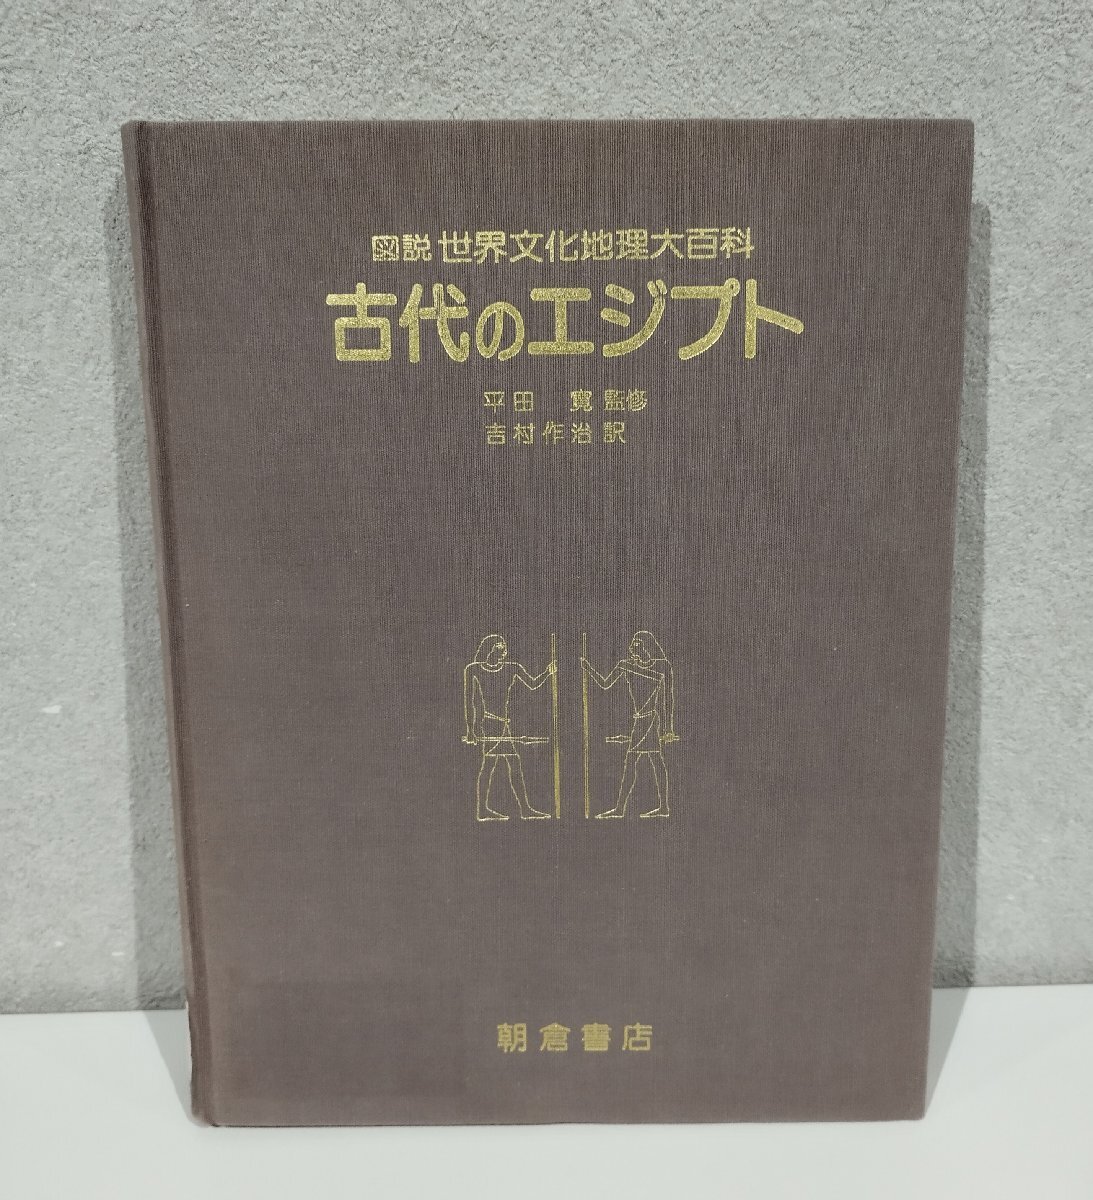 図説 世界文化地理大百科
古代のエジプト
平田 寛 監修
吉村作治 訳
朝倉書店